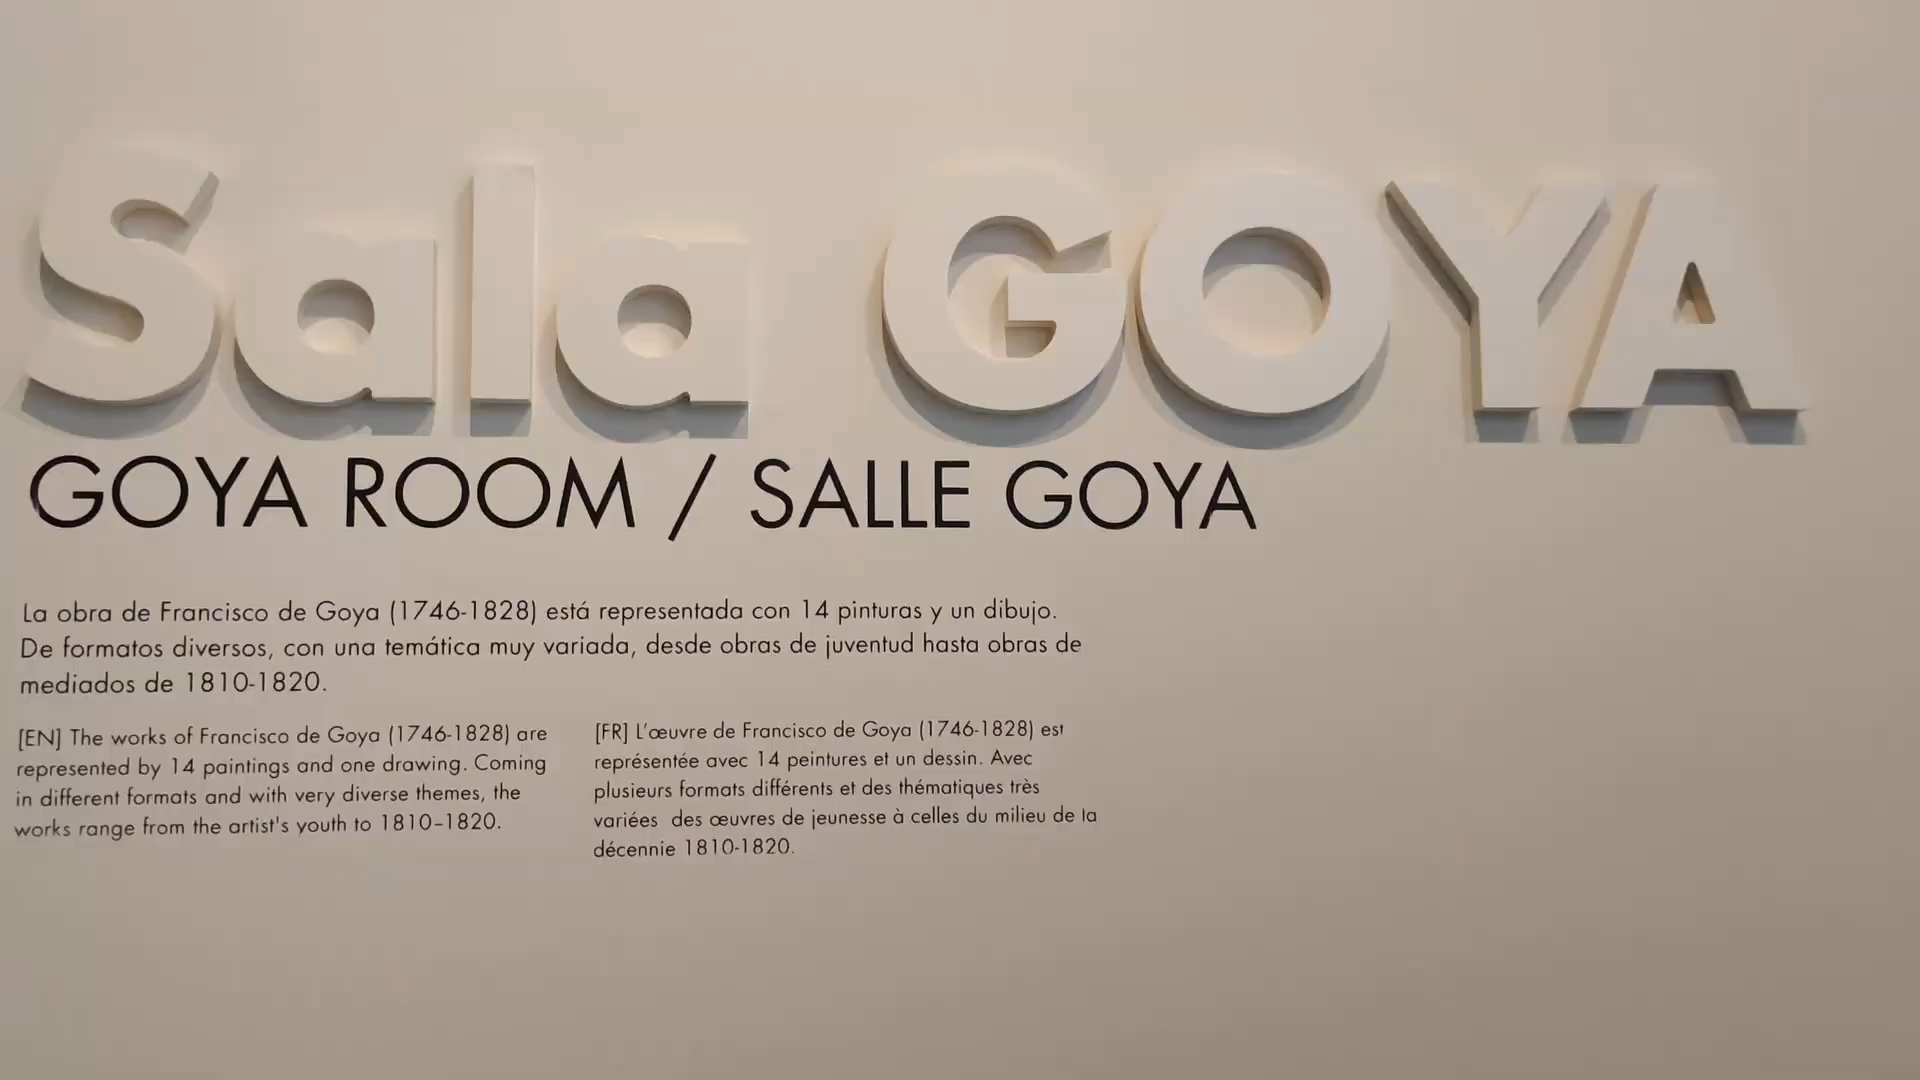 Sala GOYA
GOYA ROOM / SALLE GOYA
La obra de Francisco de Goya (1746-1828) está representada con 14 pinturas y un dibujo.
De formatos diversos, con una temática muy variada, desde obras de juventud hasta obras de
mediados de 1810-1820.
[EN] The works of Francisco de Goya (1746-1828) are
represented by 14 paintings and one drawing. Coming
in different formats and with very diverse themes, the
works range from the artist's youth to 1810–1820.
[FR] L'œuvre de Francisco de Goya (1746-1828) est
représentée avec 14 peintures et un dessin. Avec
plusieurs formats différents et des thématiques très
variées des œuvres de jeunesse à celles du milieu de la
décennie 1810-1820.